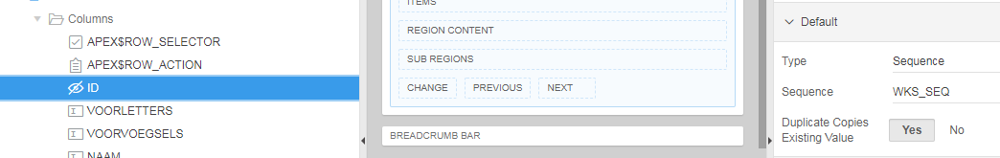 Columns
APEX$ROW_SELECTOR
APEX$ROW_ACTION
ID
VOORLETTERS
VOORVOEGSELS
NAAM
ITEMS
REGION CONTENT
SUB REGIONS
CHANGE PREVIOUS NEXT
BREADCRUMB BAR
Default
Type Sequence
Sequence WKS_SEQ
Duplicate Copies
Existing Value Yes No